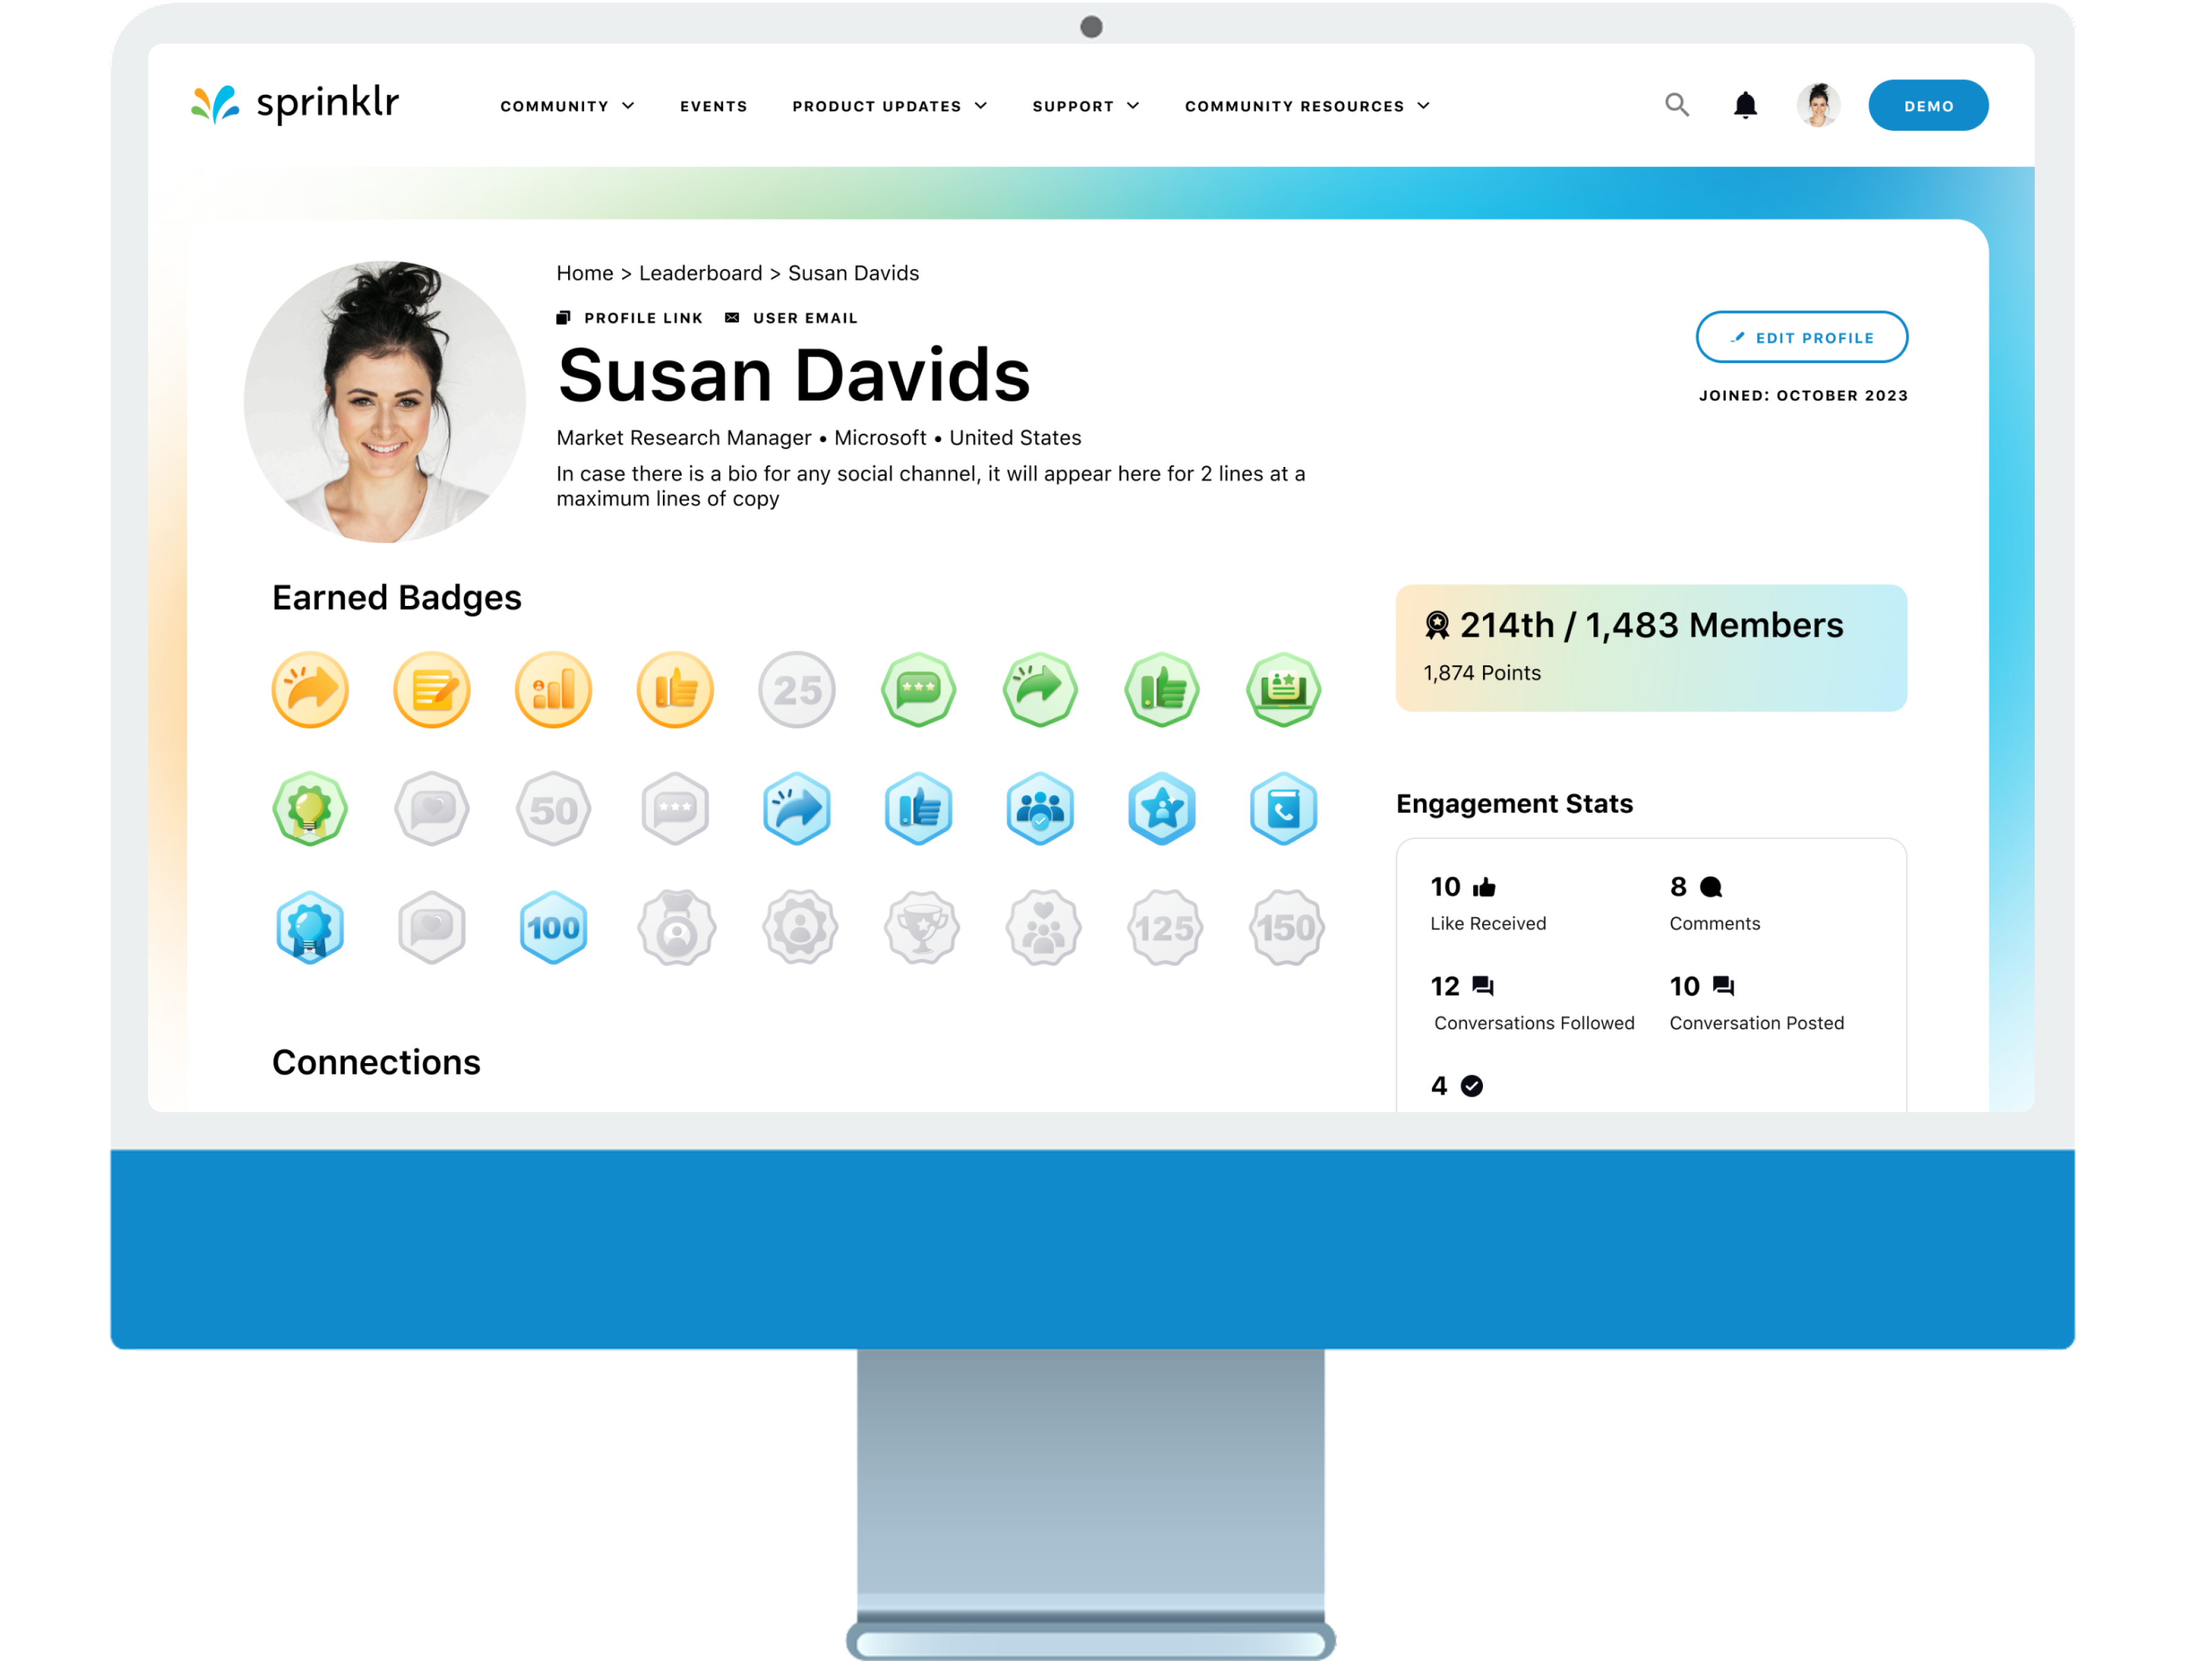 sprinklr
COMMUNITY
EVENTS
PRODUCT UPDATES
SUPPORT
COMMUNITY RESOURCES
DEMO
Home > Leaderboard > Susan Davids
PROFILE LINK
USER EMAIL
Susan Davids
EDIT PROFILE
JOINED: OCTOBER 2023
Market Research Manager • Microsoft • United States
In case there is a bio for any social channel, it will appear here for 2 lines at a
maximum lines of copy
Earned Badges
25
50
100
125
150
214th / 1,483 Members
1,874 Points
Engagement Stats
10
Like Received
8
Comments
12
Conversations Followed
10
Conversation Posted
4
Connections